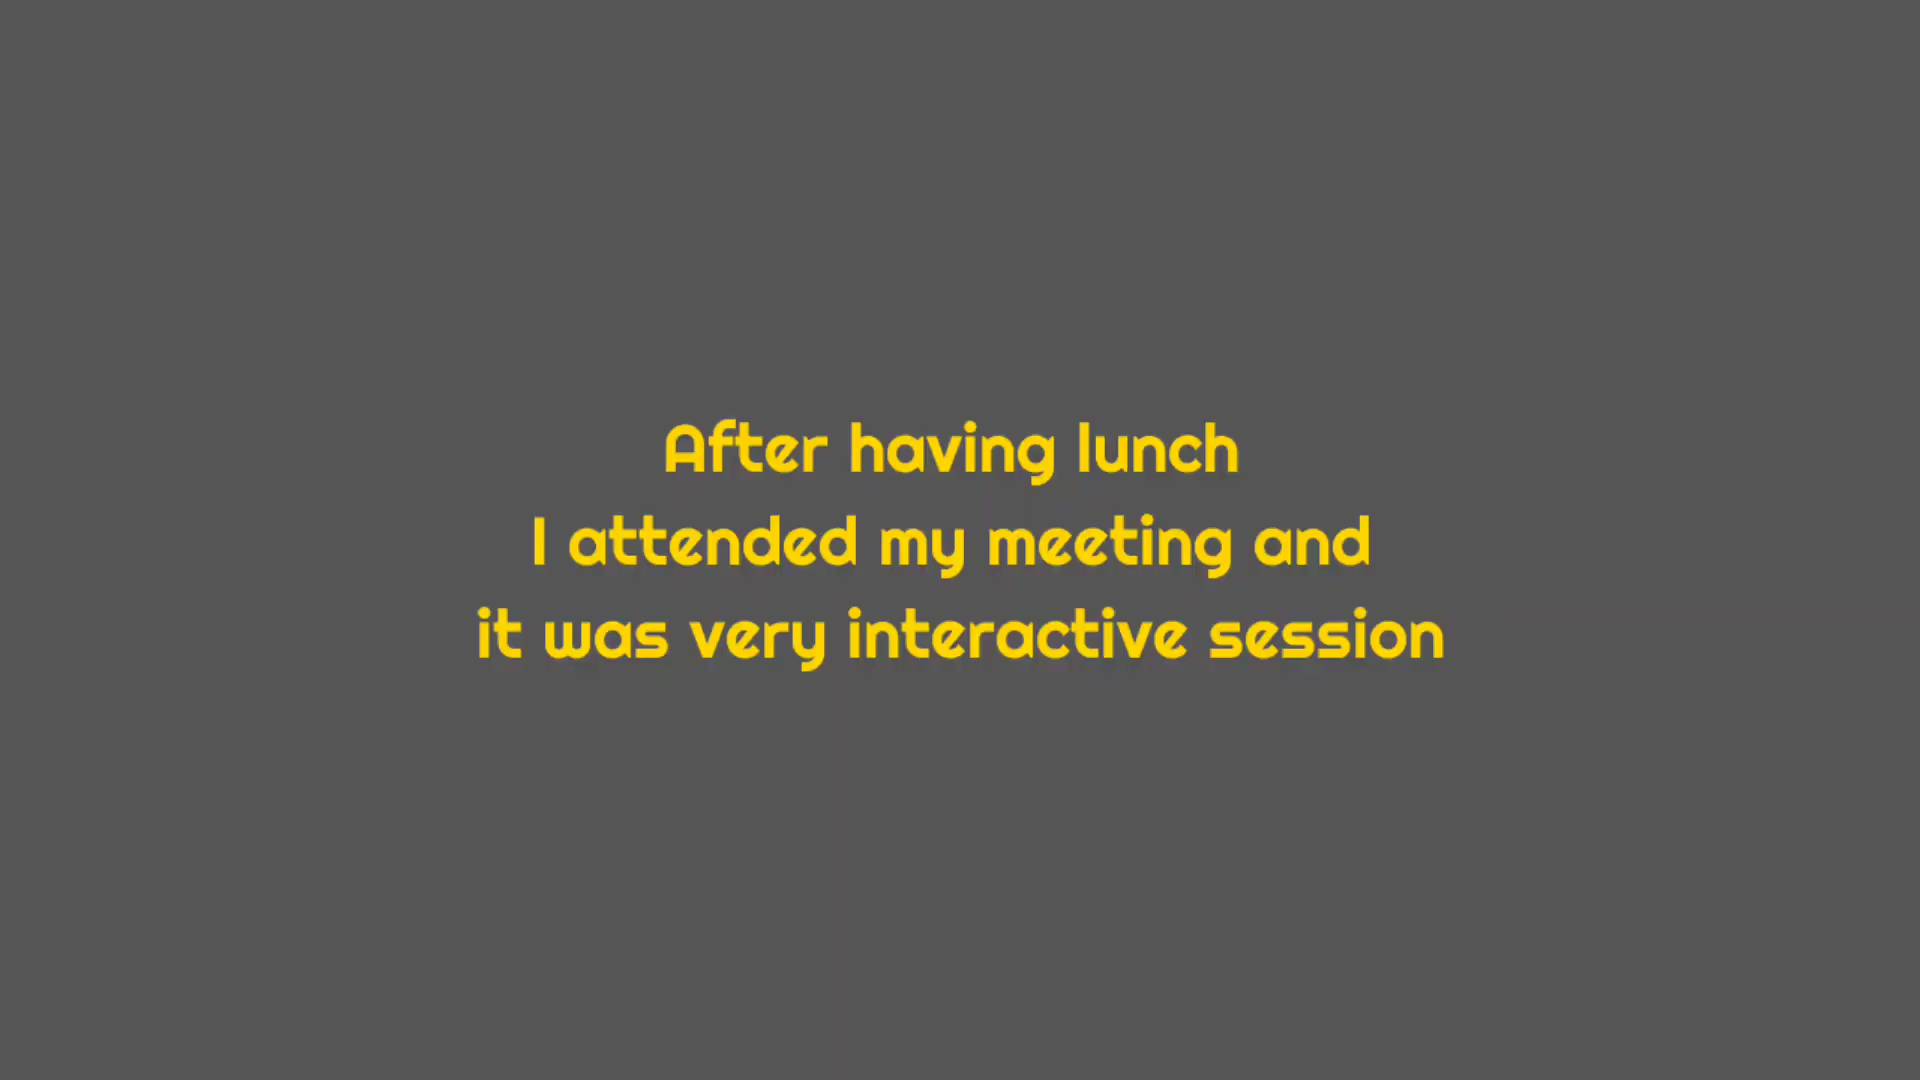 After having lunch
I attended my meeting and
it was very interactive session